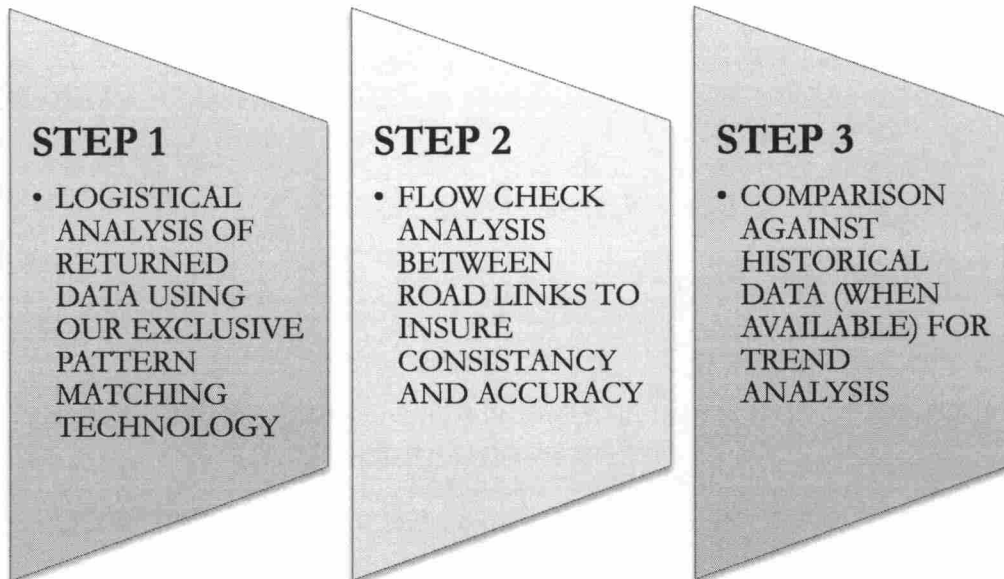 STEP 1
• LOGISTICAL
ANALYSIS OF
RETURNED
DATA USING
OUR EXCLUSIVE
PATTERN
MATCHING
TECHNOLOGY
STEP 2
• FLOW CHECK
ANALYSIS
BETWEEN
ROAD LINKS TO
INSURE
CONSISTANCY
AND ACCURACY
STEP 3
• COMPARISON
AGAINST
HISTORICAL
DATA (WHEN
AVAILABLE) FOR
TREND
ANALYSIS